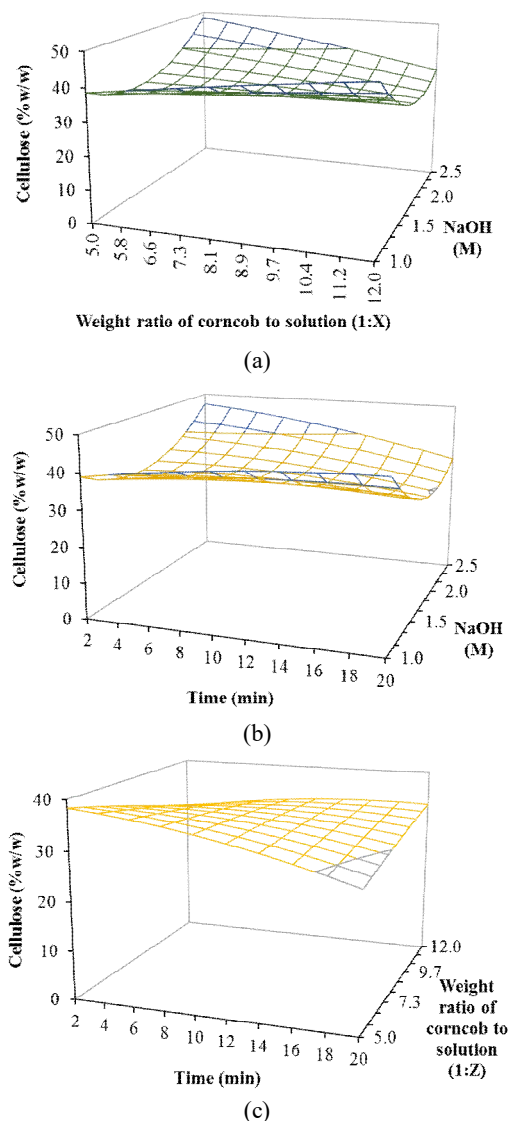 50
40
30
20
10
0
Cellulose (%w/w)
5.0
5.8
6.6
7.3
8.1
8.9
9.7
10.4
11.2
12.0
1.0
1.5
2.0
2.5
NaOH
(M)
Weight ratio of corncob to solution (1:X)
(a)
50
40
30
20
10
0
Cellulose (%w/w)
2 4 6 8 10 12 14 16 18 20
1.0
1.5
2.0
2.5
NaOH
(M)
Time (min)
(b)
40
30
20
10
0
Cellulose (%w/w)
2 4 6 8 10 12 14 16 18 20
5.0
7.3
9.7
12.0
Weight
ratio of
corncob to
solution
(1:Z)
Time (min)
(c)